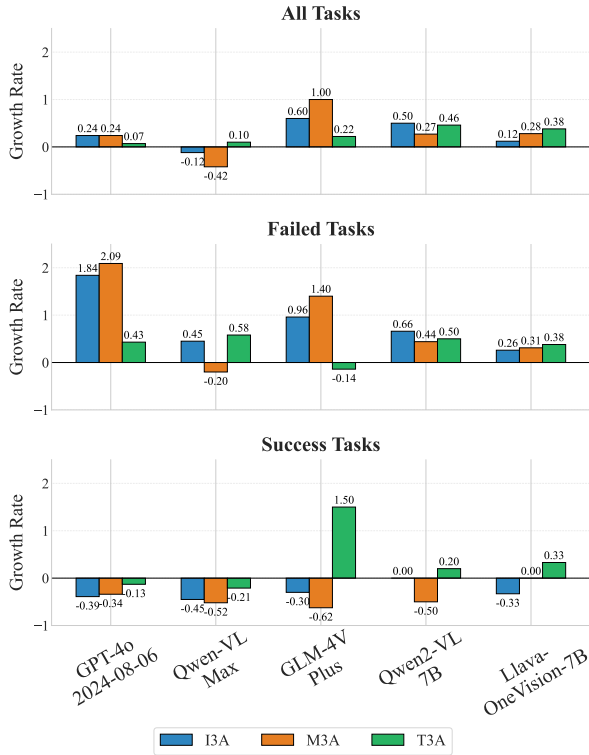 All Tasks
Growth Rate
2
1
0
−1
0.24 0.24 0.07 -0.12 -0.42 0.10 0.60 1.00 0.22 0.50 0.27 0.46 0.12 0.28 0.38
Failed Tasks
Growth Rate
2
1
0
−1
1.84 2.09 0.43 0.45 -0.20 0.58 0.96 1.40 -0.14 0.66 0.44 0.50 0.26 0.31 0.38
Success Tasks
Growth Rate
2
1
0
−1
-0.39 -0.34 -0.13 -0.45 -0.52 -0.21 -0.30 -0.62 1.50 0.00 -0.50 0.20 -0.33 0.00 0.33
GPT-4o
2024-08-06
Qwen-VL
Max
GLM-4V
Plus
Qwen2-VL
7B
Llava-
OneVision-7B
I3A M3A T3A